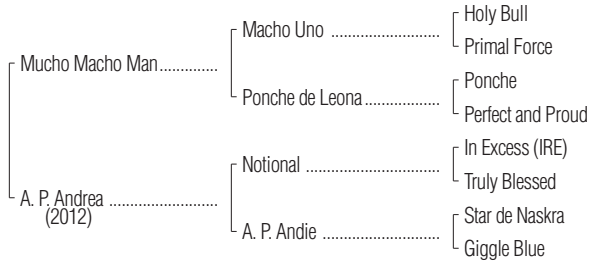 Holy Bull
Macho Uno ....................
Primal Force
Mucho Macho Man.............
Ponche
Ponche de Leona..............
Perfect and Proud
In Excess (IRE)
Notional .........................
Truly Blessed
A. P. Andrea ....................
(2012)
Star de Naskra
A. P. Andie ......................
Giggle Blue